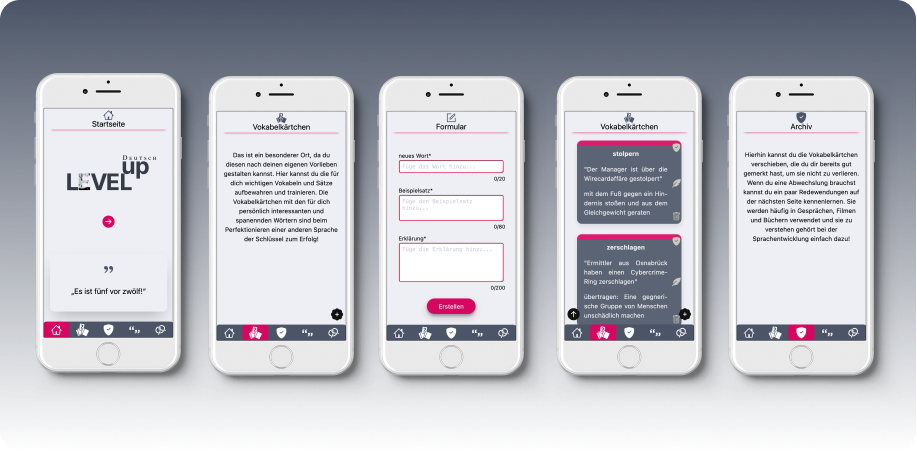 Startseite
Deutsch
LEVEL up
”
„Es ist fünf vor zwölf!“
Vokabelkärtchen
Das ist ein besonderer Ort, da du
diesen nach deinen eigenen Vorlieben
gestalten kannst. Hier kannst du die für
dich wichtigen Vokabeln und Sätze
aufbewahren und trainieren. Die
Vokabelkärtchen mit den für dich
persönlich interessanten und
spannenden Wörtern sind beim
Perfektionieren einer anderen Sprache
der Schlüssel zum Erfolg!
Formular
neues Wort*
Füge das Wort hinzu...
0/20
Beispielsatz*
Füge den Beispielsatz
hinzu...
0/80
Erklärung*
Füge die Erklärung hinzu...
0/200
Erstellen
Vokabelkärtchen
stolpern
"Der Manager ist über die
Wirecardaffäre gestolpert"
mit dem Fuß gegen ein Hin-
dernis stoßen und aus dem
Gleichgewicht geraten
zerschlagen
"Ermittler aus Osnabrück
haben einen Cybercrime-
Ring zerschlagen"
übertragen: Eine gegneri-
sche Gruppe von Menschen
unschädlich machen
Archiv
Hierhin kannst du die Vokabelkärtchen
verschieben, die du dir bereits gut
gemerkt hast, um sie nicht zu verlieren.
Wenn du eine Abwechslung brauchst
kannst du ein paar Redewendungen auf
der nächsten Seite kennenlernen. Sie
werden häufig in Gesprächen, Filmen
und Büchern verwendet und sie zu
verstehen gehört bei der
Sprachentwicklung einfach dazu!